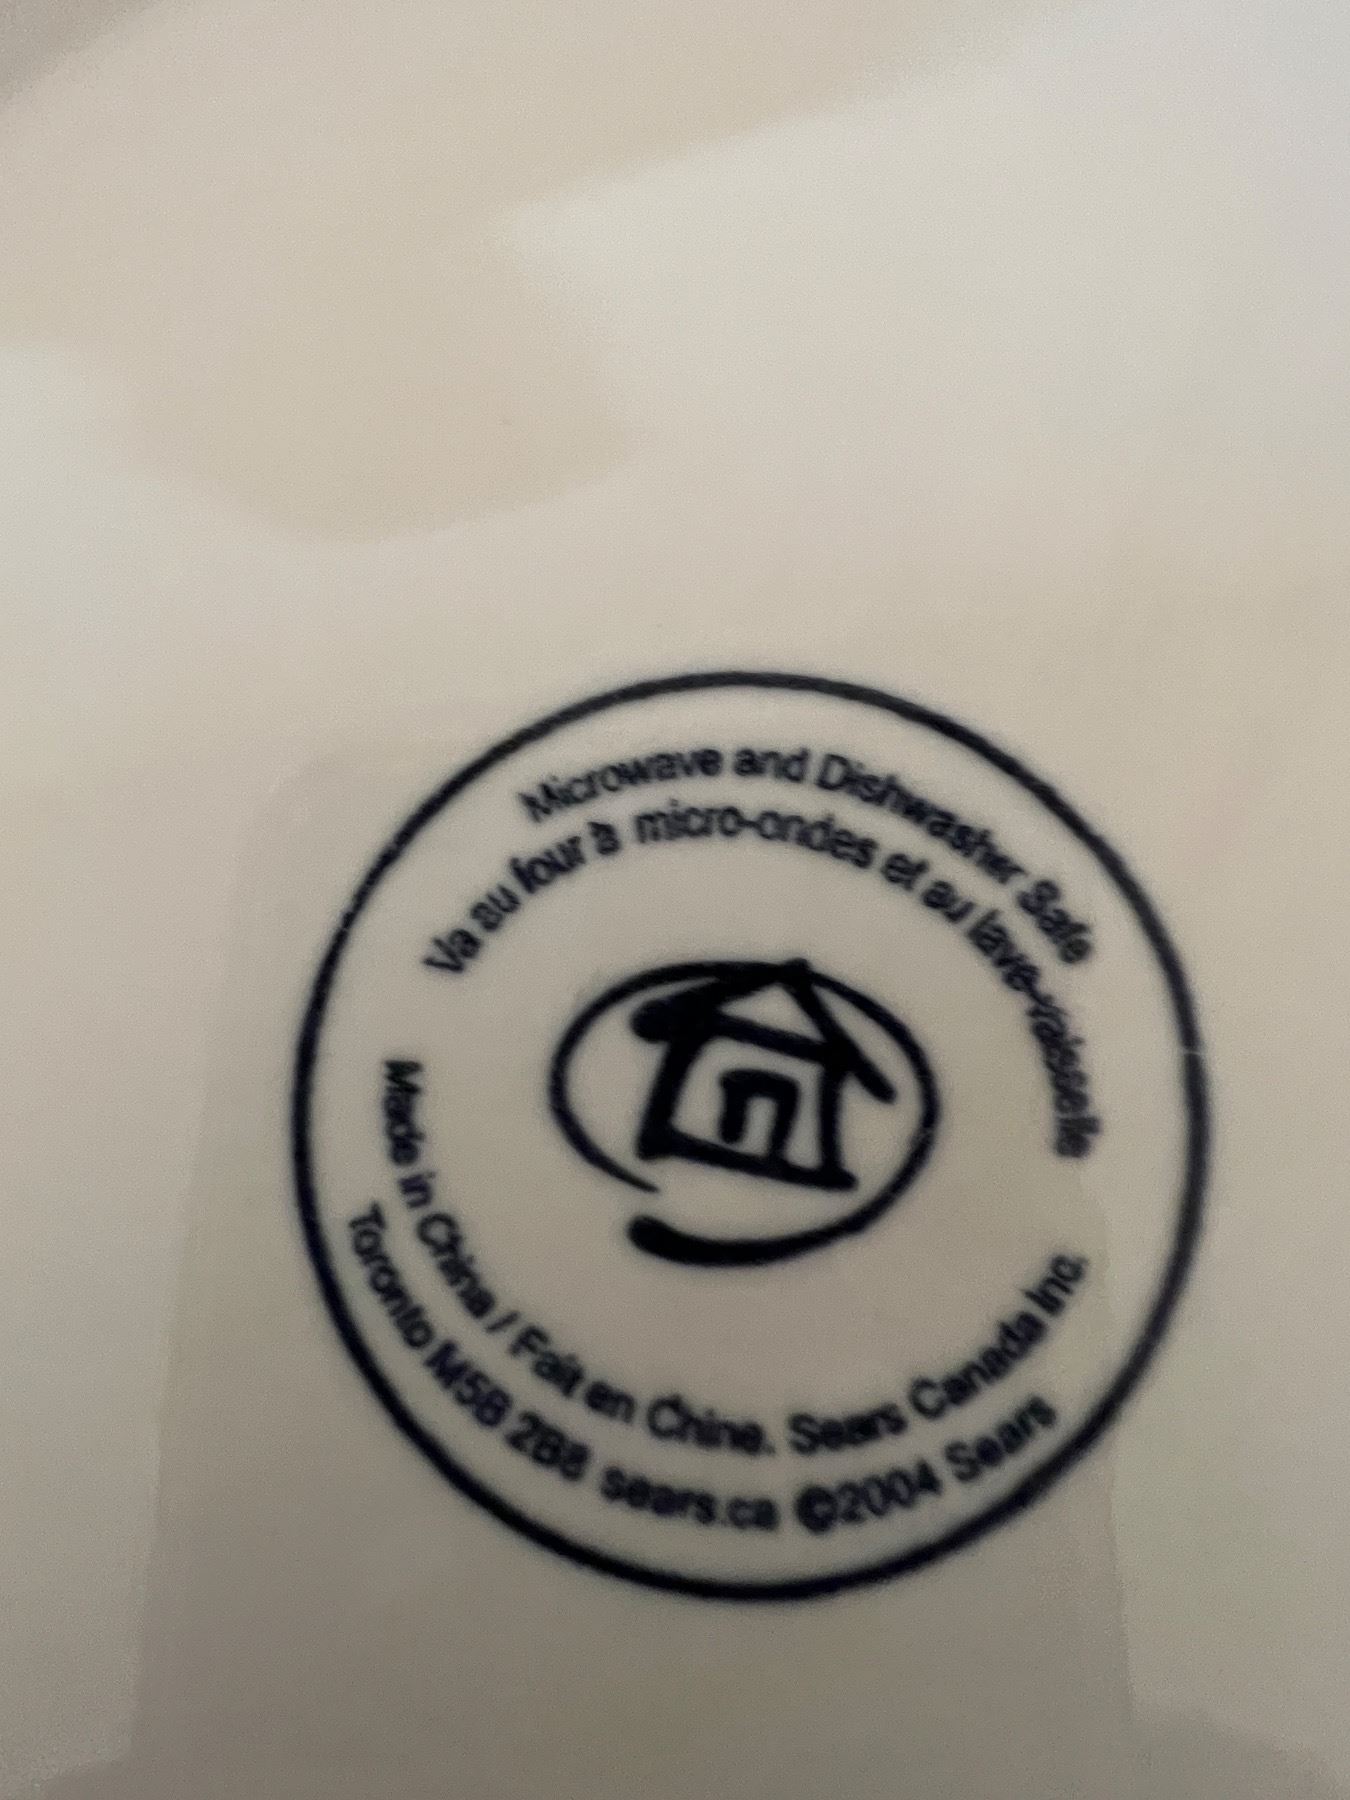 Microwave and Dishwasher Safe
Va au four à micro-ondes et au lave-vaisselle
Made in China / Fait en Chine. Sears Canada Inc.
Toronto M5B 2B8 sears.ca ©2004 Sears